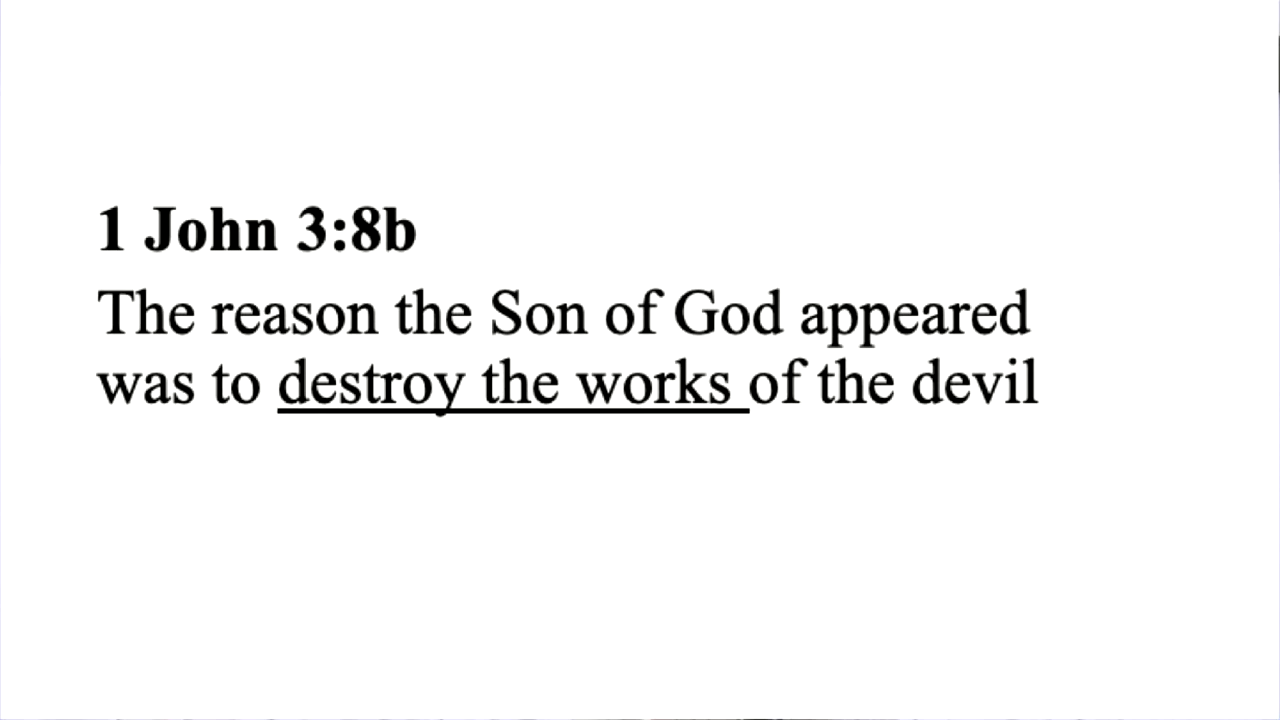 1 John 3:8b
The reason the Son of God appeared
was to destroy the works of the devil